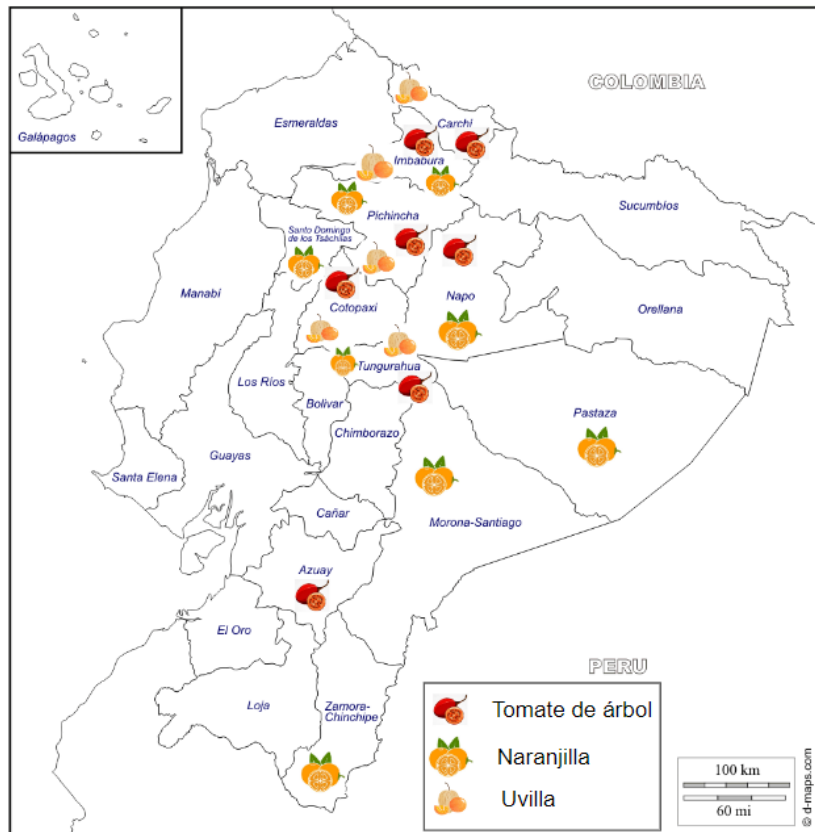 COLOMBIA
Galápagos
Esmeraldas
Carchi
Imbabura
Sucumbíos
Pichincha
Santo Domingo
de los Tsáchilas
Manabí
Cotopaxi
Napo
Orellana
Los Ríos
Tungurahua
Bolivar
Pastaza
Chimborazo
Guayas
Santa Elena
Cañar
Morona-Santiago
Azuay
El Oro
PERU
Loja
Zamora-
Chinchipe
Tomate de árbol
Naranjilla
Uvilla
100 km
60 mi
© d-maps.com